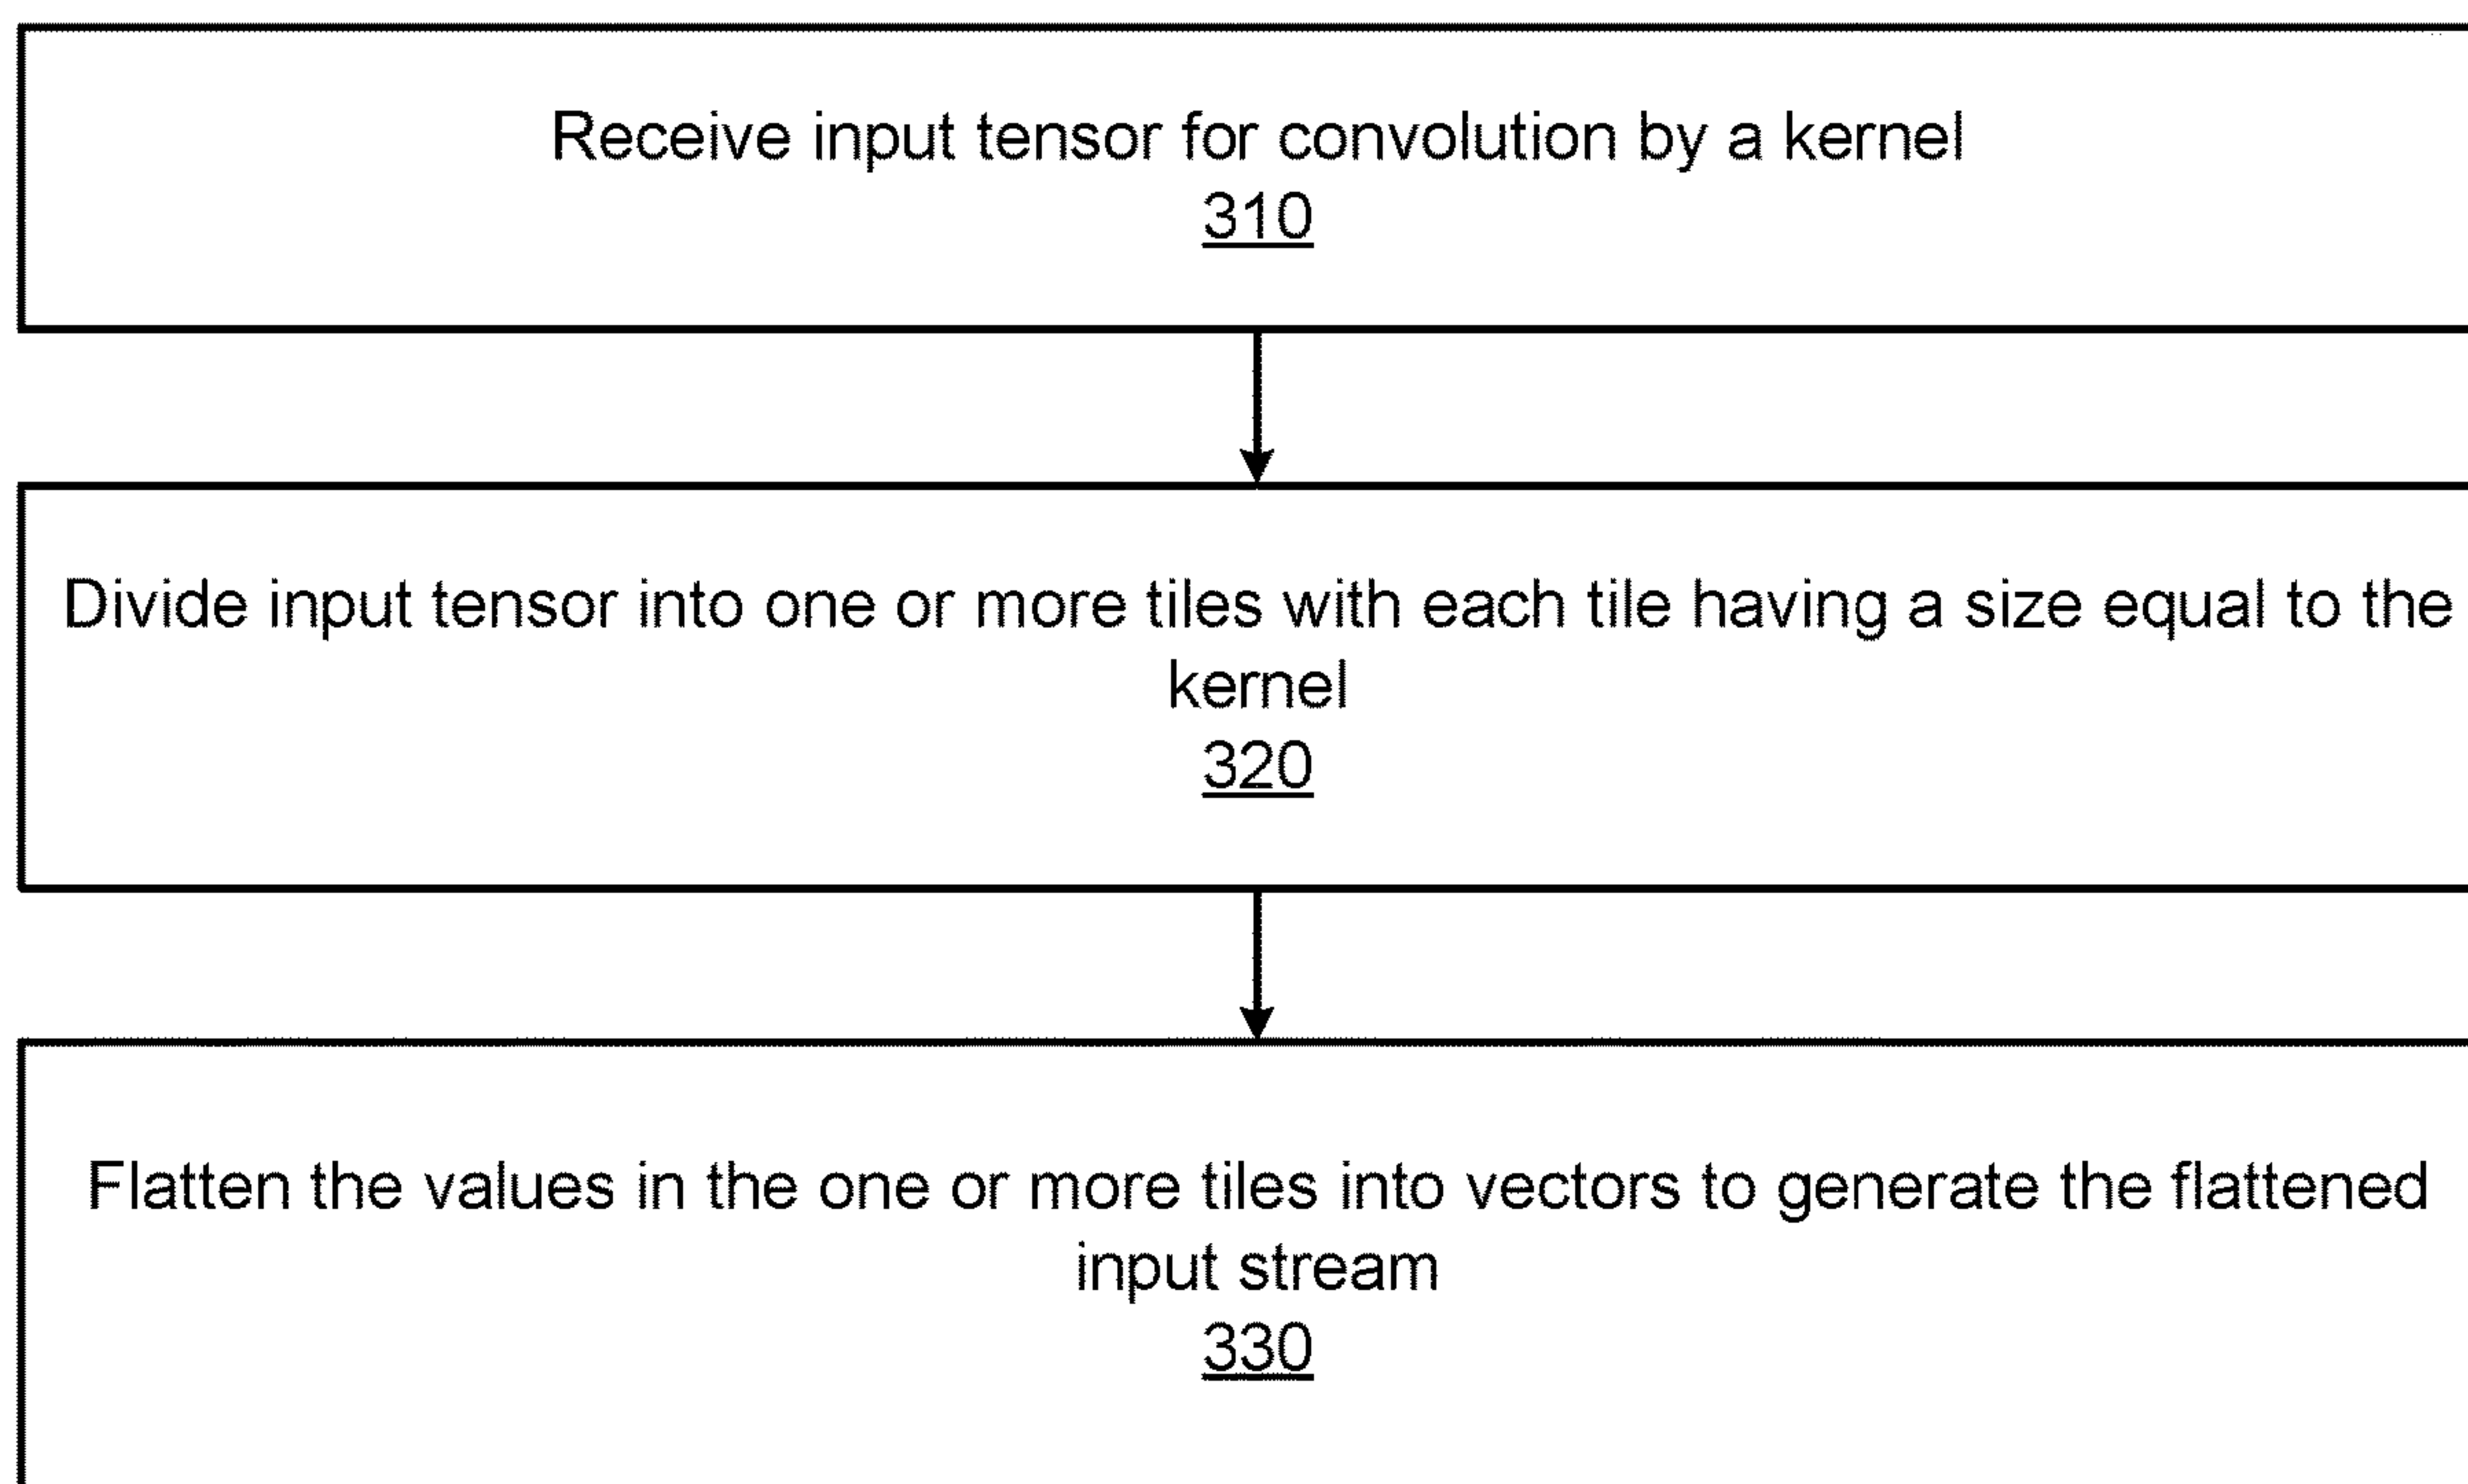 Receive input tensor for convolution by a kernel
310
Divide input tensor into one or more tiles with each tile having a size equal to the
kernel
320
Flatten the values in the one or more tiles into vectors to generate the flattened
input stream
330